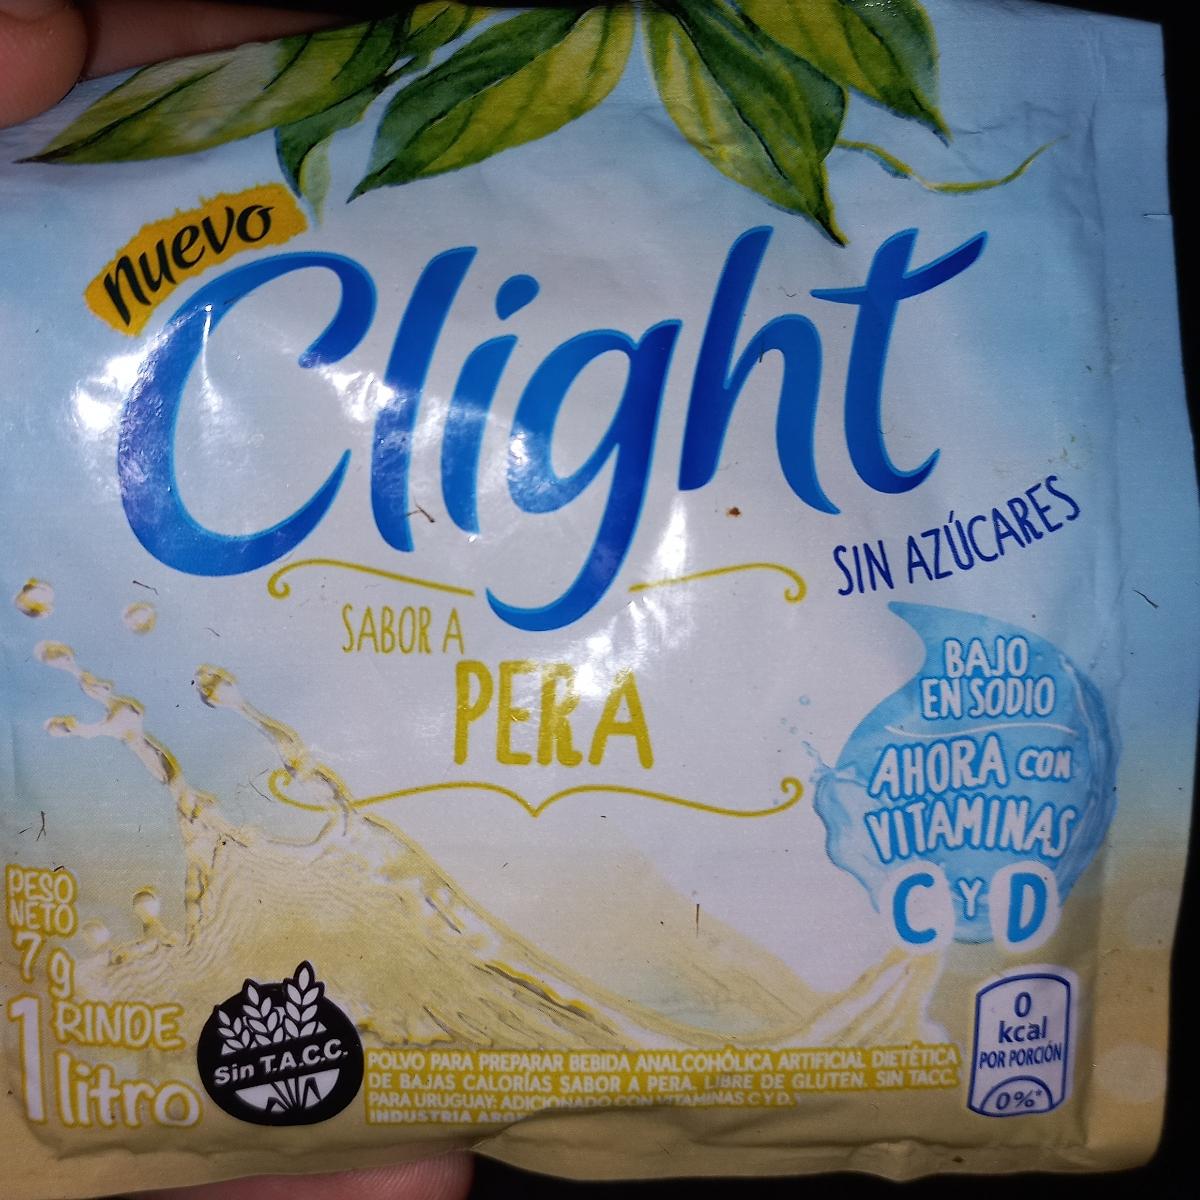 nuevo
Clight
SIN AZÚCARES
SABOR A
PERA
BAJO
EN SODIO
AHORA CON
VITAMINAS
C Y D
PESO
NETO
7 g
RINDE
1 litro
Sin T.A.C.C.
POLVO PARA PREPARAR BEBIDA ANALCOHÓLICA ARTIFICIAL DIETÉTICA
DE BAJAS CALORÍAS SABOR A PERA. LIBRE DE GLUTEN. SIN TACC.
PARA URUGUAY: ADICIONADO CON VITAMINAS C Y D.
INDUSTRIA
0
kcal
POR PORCIÓN
0%*